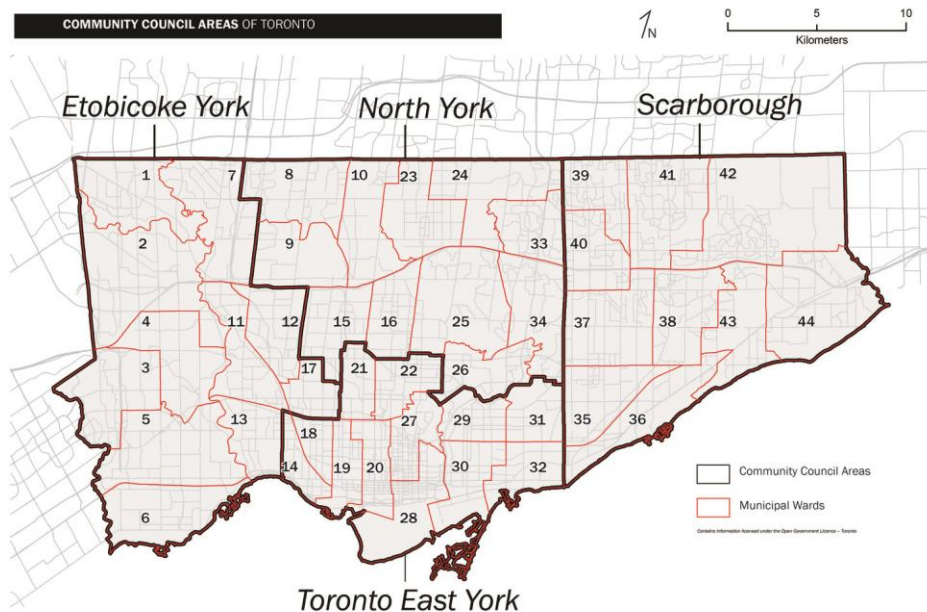 COMMUNITY COUNCIL AREAS OF TORONTO
N
0 5 10
Kilometers
Etobicoke York
North York
Scarborough
1 7 8 10 23 24 39 41 42
2 9 33 40
4 11 12 15 16 25 34 37 38 43 44
3 17 21 22 26
5 13 18 27 29 31 35 36
14 19 20 30 32
6 28
Community Council Areas
Municipal Wards
Contains information licensed under the Open Government Licence – Toronto
Toronto East York